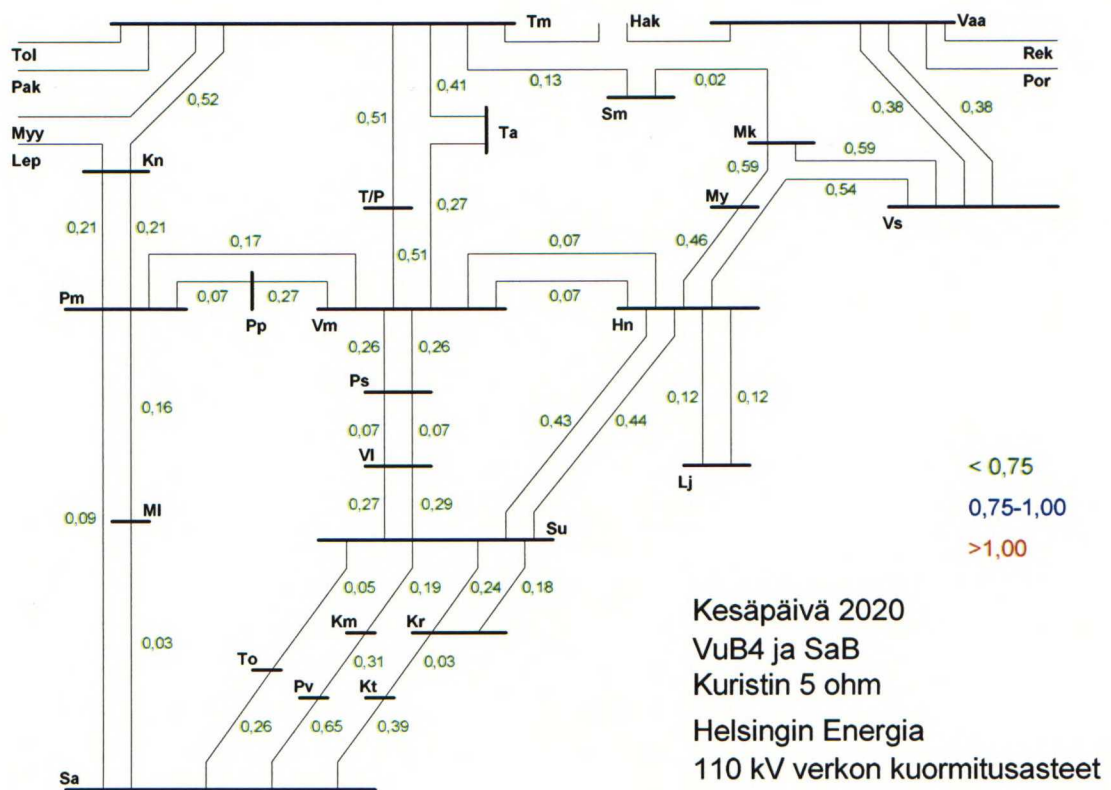 Tm
Hak
Vaa
Tol
Rek
0,41
0,13
0,02
Pak
Por
0,52
0,51
Sm
0,38
0,38
Myy
Ta
Mk
Lep
Kn
0,59
0,59
T/P
0,27
My
0,54
Vs
0,21
0,21
0,17
0,51
0,07
0,46
Pm
0,07
0,27
0,07
Pp
Vm
Hn
0,26
0,26
Ps
0,16
0,43
0,44
0,12
0,12
0,07
0,07
Vl
Lj
< 0,75
0,27
0,29
0,75-1,00
Ml
0,09
Su
>1,00
0,05
0,19
0,24
0,18
Kesäpäivä 2020
Km
Kr
VuB4 ja SaB
0,03
To
0,31
0,03
Kuristin 5 ohm
Pv
Kt
0,26
0,65
0,39
Helsingin Energia
Sa
110 kV verkon kuormitusasteet